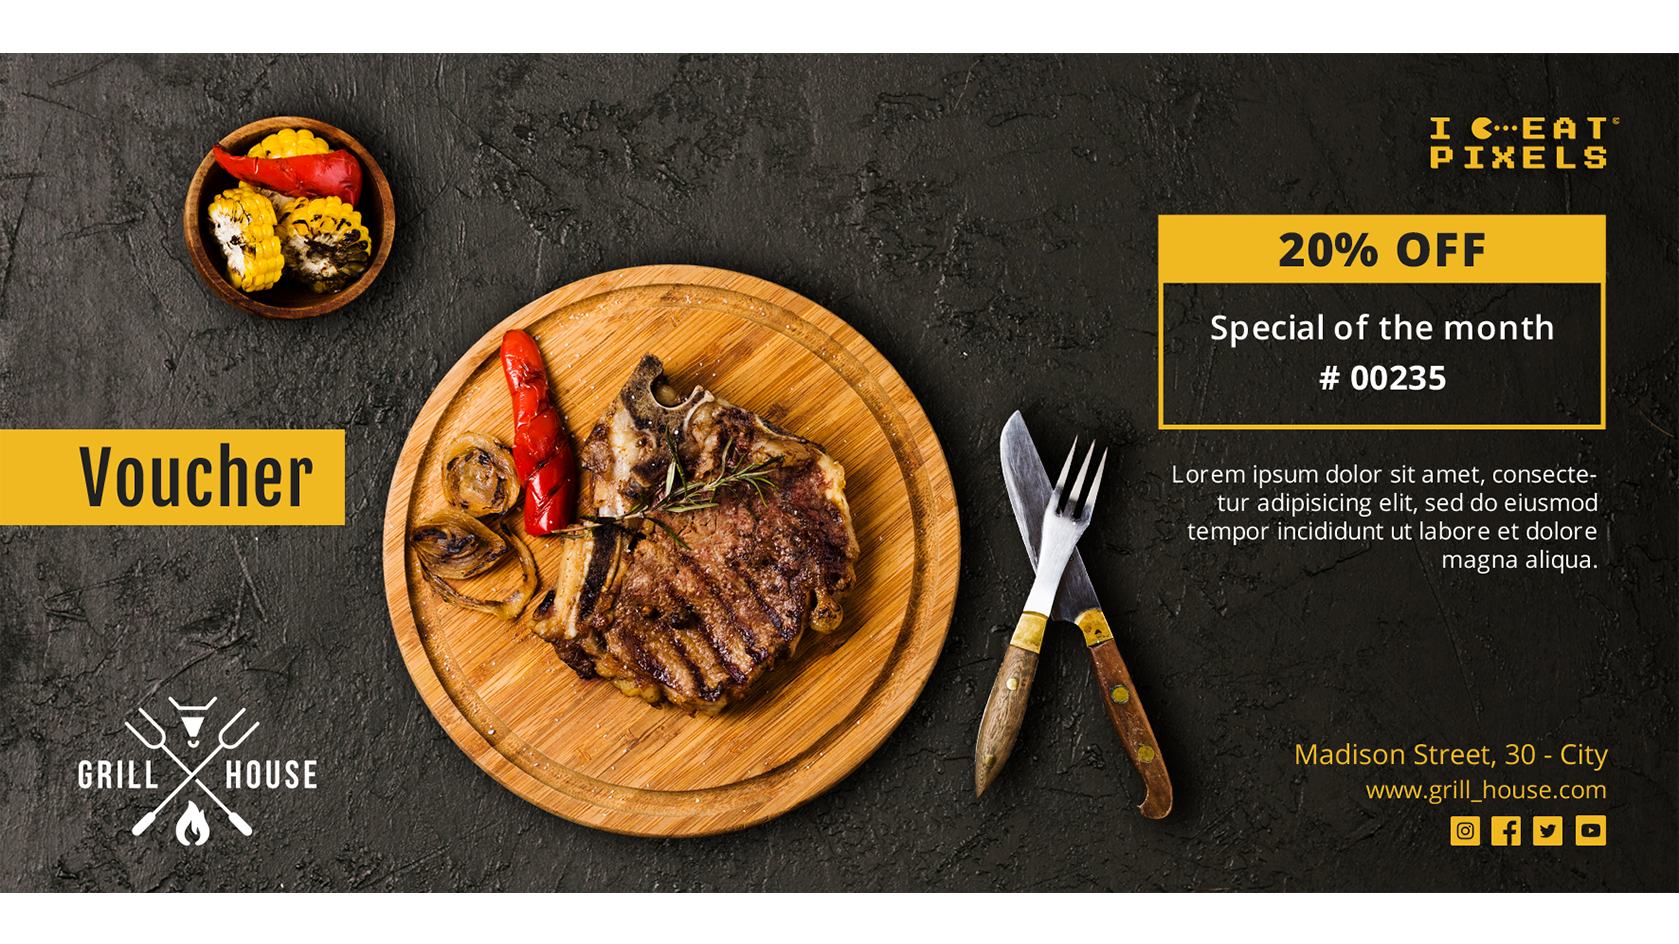 I EAT
PIXELS
20% OFF
Special of the month
# 00235
Voucher
Lorem ipsum dolor sit amet, consecte-
tur adipisicing elit, sed do eiusmod
tempor incididunt ut labore et dolore
magna aliqua.
GRILL HOUSE
Madison Street, 30 - City
www.grill_house.com